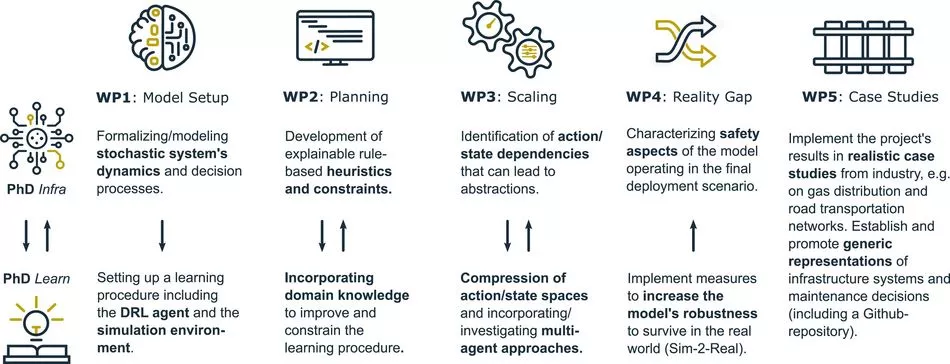 WP1: Model Setup
WP2: Planning
WP3: Scaling
WP4: Reality Gap
WP5: Case Studies
PhD Infra
Formalizing/modeling
stochastic system's
dynamics and decision
processes.
Development of
explainable rule-
based heuristics
and constraints.
Identification of action/
state dependencies
that can lead to
abstractions.
Characterizing safety
aspects of the model
operating in the final
deployment scenario.
Implement the project's
results in realistic case
studies from industry, e.g.
on gas distribution and
road transportation
networks. Establish and
promote generic
representations of
infrastructure systems and
maintenance decisions
(including a Github-
repository).
PhD Learn
Setting up a learning
procedure including
the DRL agent and the
simulation environ-
ment.
Incorporating
domain knowledge
to improve and
constrain the
learning procedure.
Compression of
action/state spaces
and incorporating/
investigating multi-
agent approaches.
Implement measures
to increase the
model's robustness
to survive in the real
world (Sim-2-Real).